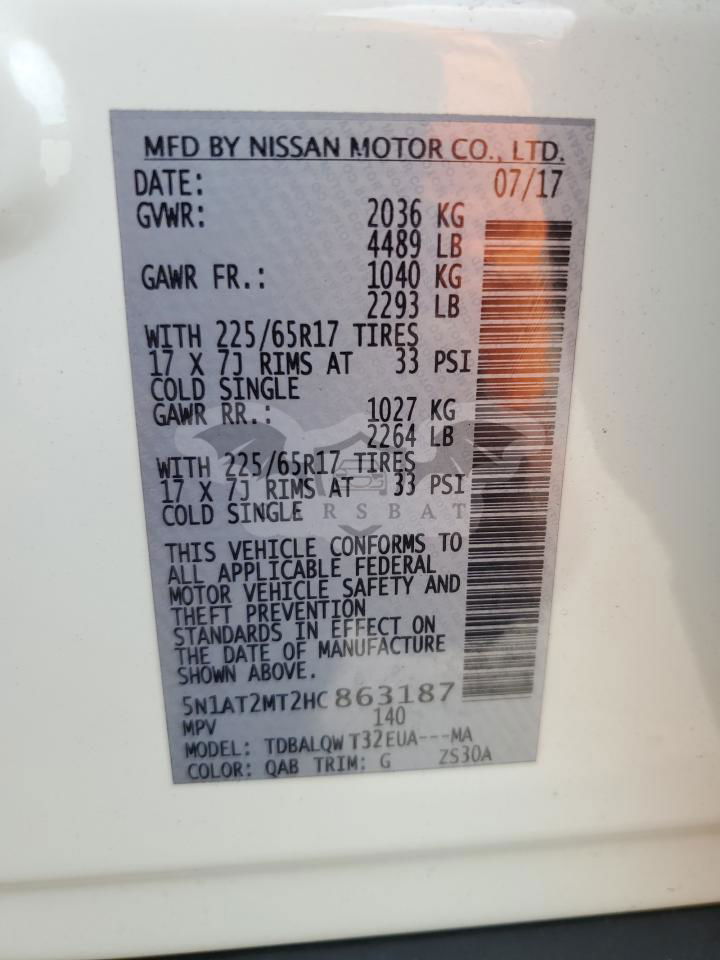 MFD BY NISSAN MOTOR CO., LTD.
DATE: 07/17
GVWR: 2036 KG
4489 LB
GAWR FR.: 1040 KG
2293 LB
WITH 225/65R17 TIRES
17 X 7J RIMS AT 33 PSI
COLD SINGLE
GAWR RR.: 1027 KG
2264 LB
WITH 225/65R17 TIRES
17 X 7J RIMS AT 33 PSI
COLD SINGLE
RSBAT
THIS VEHICLE CONFORMS TO
ALL APPLICABLE FEDERAL
MOTOR VEHICLE SAFETY AND
THEFT PREVENTION
STANDARDS IN EFFECT ON
THE DATE OF MANUFACTURE
SHOWN ABOVE.
5N1AT2MT2HC863187
MPV 140
MODEL: TDBALQW T32EUA---MA
COLOR: QAB TRIM: G ZS30A